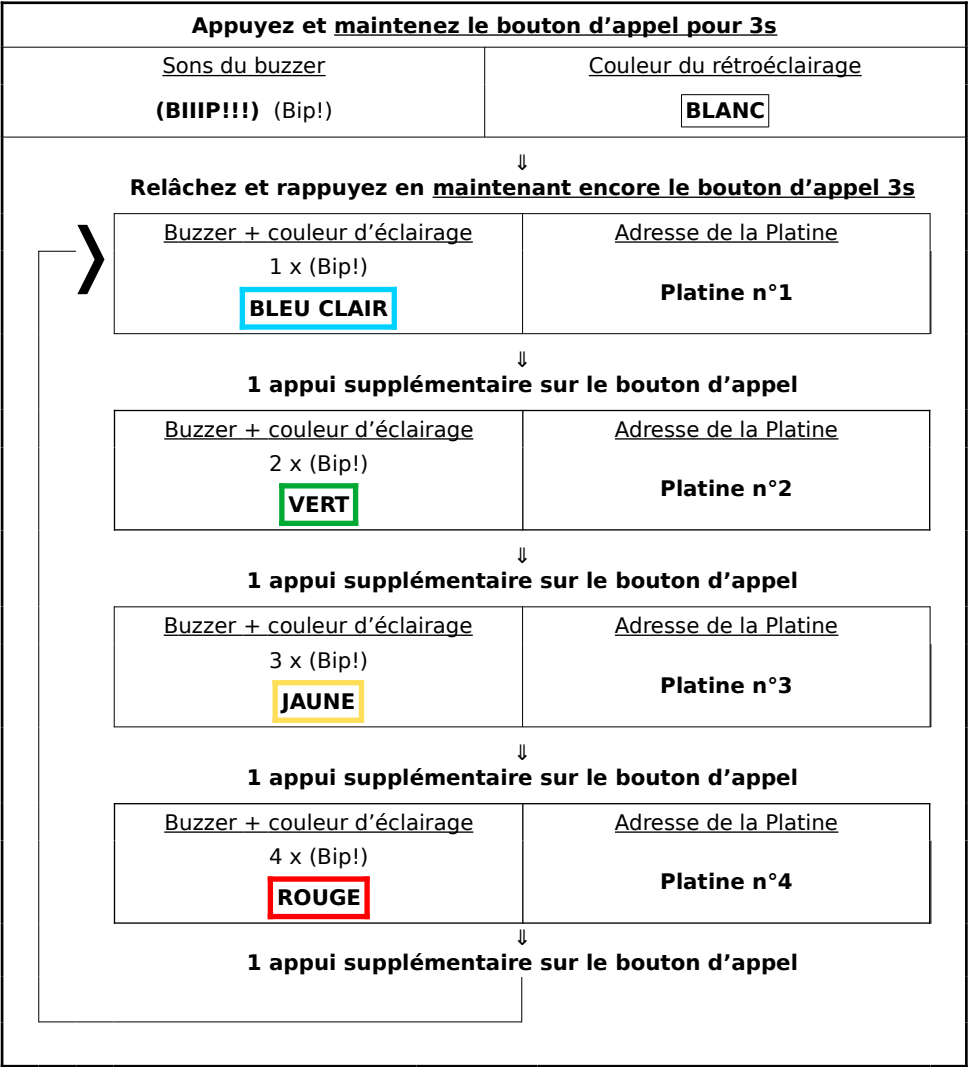 Appuyez et maintenez le bouton d’appel pour 3s
Sons du buzzer
(BIIIP!!!) (Bip!)
Couleur du rétroéclairage
BLANC
⇓
Relâchez et rappuyez en maintenant encore le bouton d’appel 3s
Buzzer + couleur d’éclairage
1 x (Bip!)
BLEU CLAIR
Adresse de la Platine
Platine n°1
⇓
1 appui supplémentaire sur le bouton d’appel
Buzzer + couleur d’éclairage
2 x (Bip!)
VERT
Adresse de la Platine
Platine n°2
⇓
1 appui supplémentaire sur le bouton d’appel
Buzzer + couleur d’éclairage
3 x (Bip!)
JAUNE
Adresse de la Platine
Platine n°3
⇓
1 appui supplémentaire sur le bouton d’appel
Buzzer + couleur d’éclairage
4 x (Bip!)
ROUGE
Adresse de la Platine
Platine n°4
⇓
1 appui supplémentaire sur le bouton d’appel